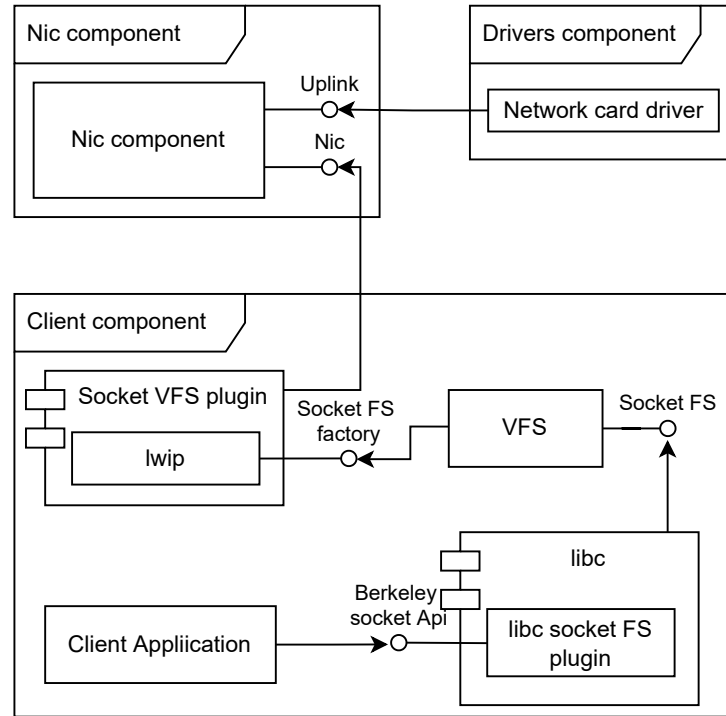 Nic component
Drivers component
Uplink
Nic component
Network card driver
Nic
Client component
Socket VFS plugin
Socket FS
factory
VFS
Socket FS
lwip
libc
Berkeley
socket Api
Client Appliication
libc socket FS
plugin